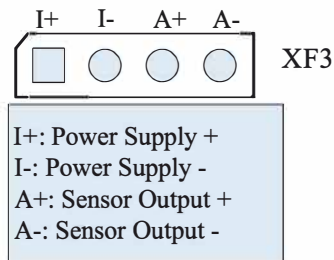 I+ I- A+ A-
XF3
I+: Power Supply +
I-: Power Supply -
A+: Sensor Output +
A-: Sensor Output -